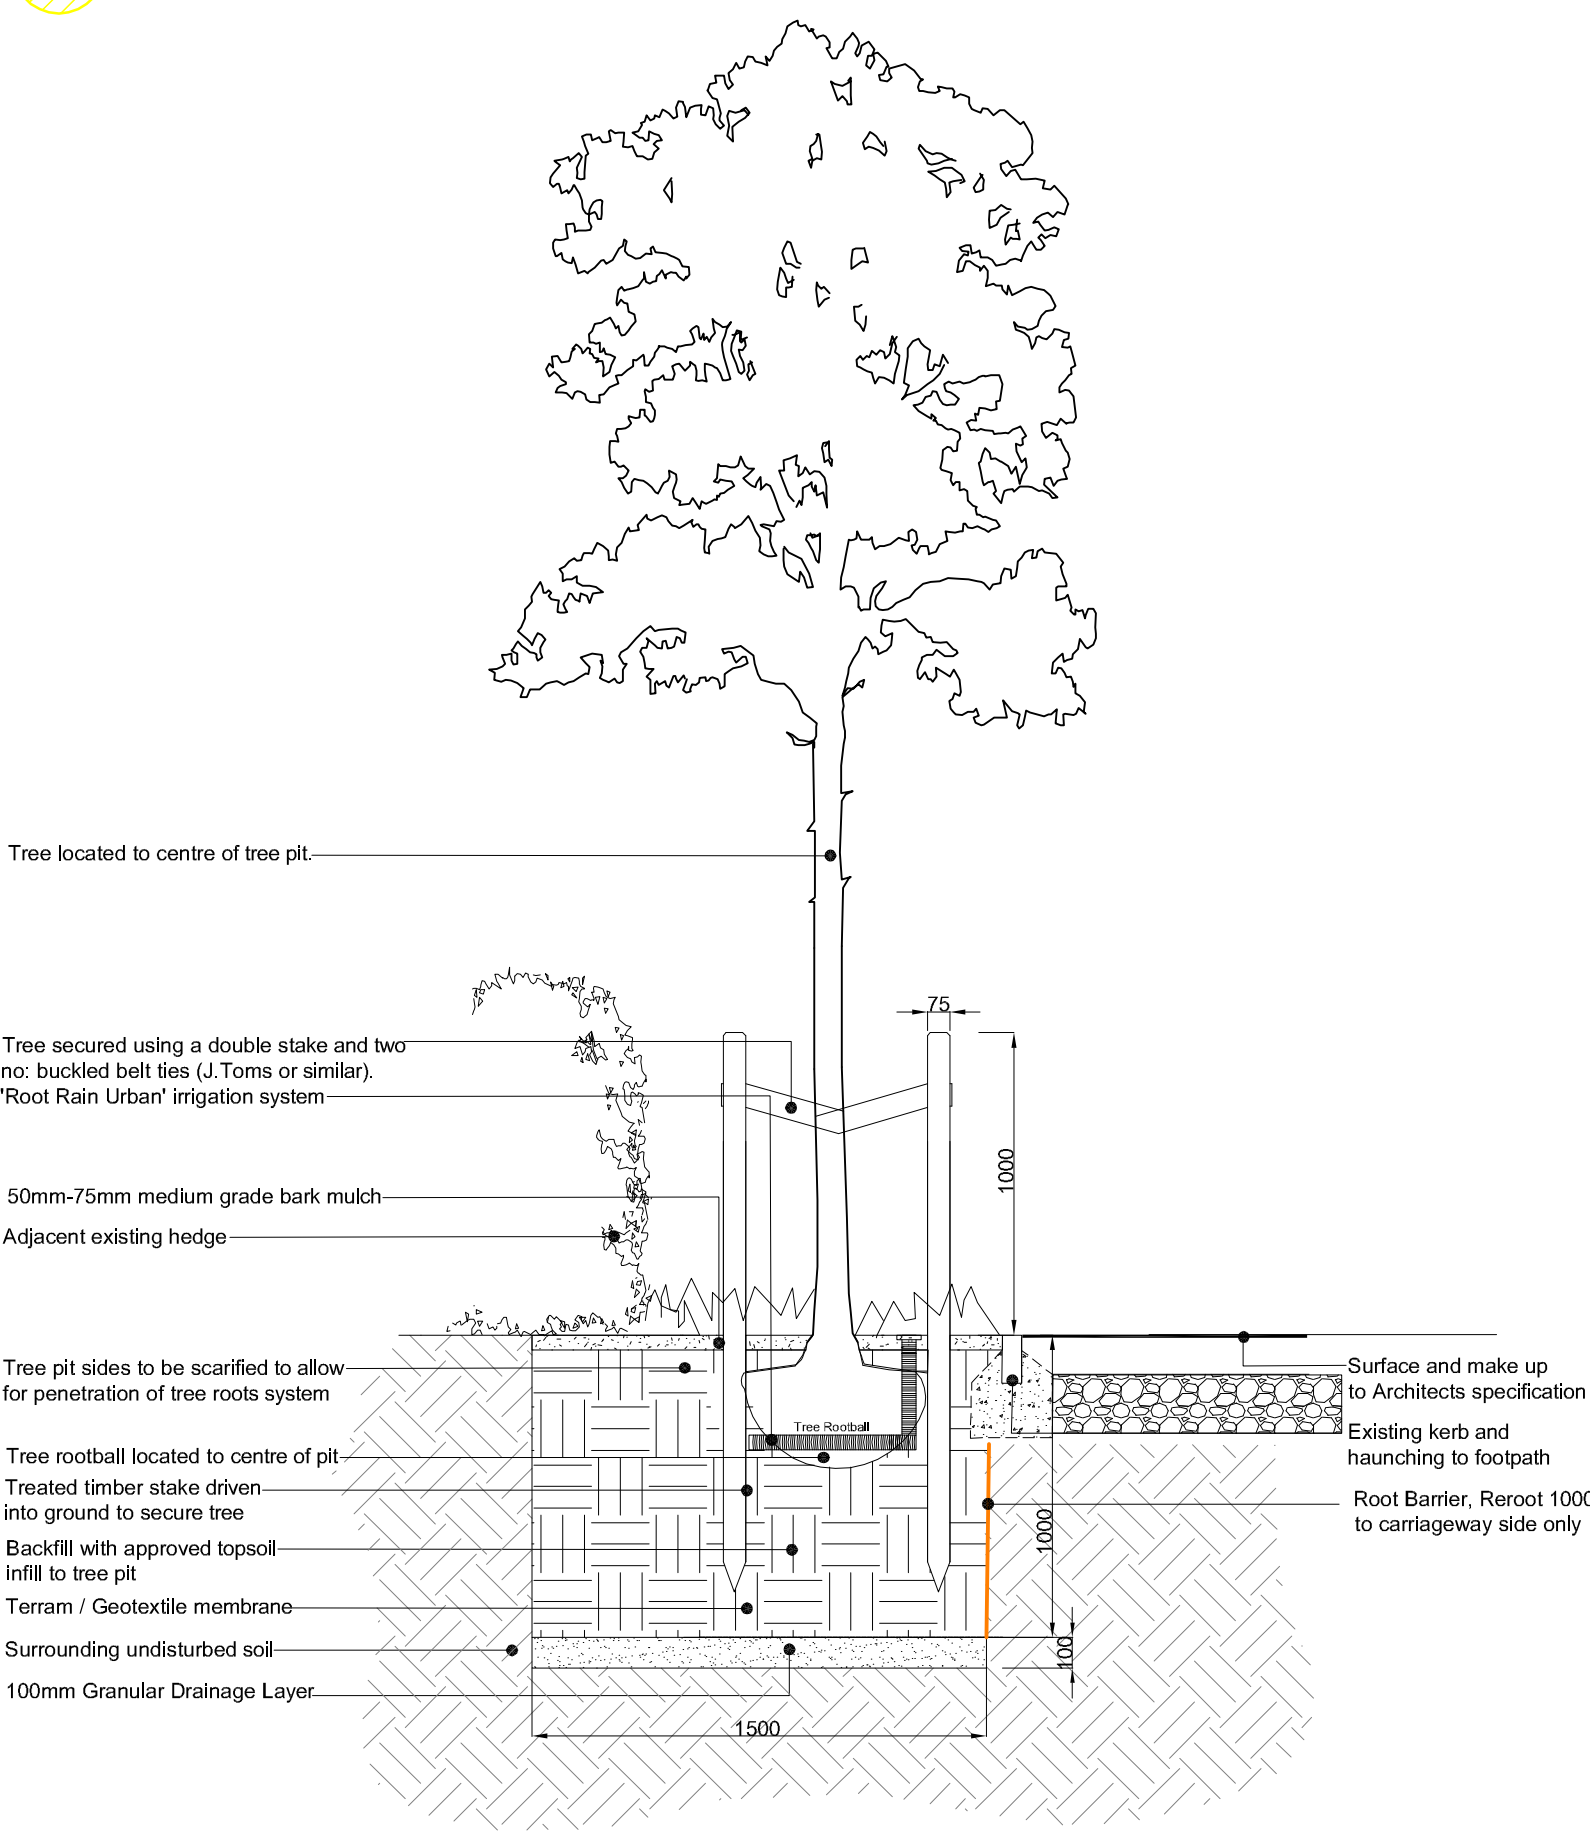 Tree located to centre of tree pit.
75
Tree secured using a double stake and two
no: buckled belt ties (J.Toms or similar).
'Root Rain Urban' irrigation system
1000
50mm-75mm medium grade bark mulch
Adjacent existing hedge
Tree pit sides to be scarified to allow
for penetration of tree roots system
Surface and make up
to Architects specification
Tree Rootball
Existing kerb and
haunching to footpath
Tree rootball located to centre of pit
Treated timber stake driven
into ground to secure tree
Root Barrier, Reroot 1000
to carriageway side only
1000
Backfill with approved topsoil
infill to tree pit
Terram / Geotextile membrane
Surrounding undisturbed soil
100
100mm Granular Drainage Layer
1500